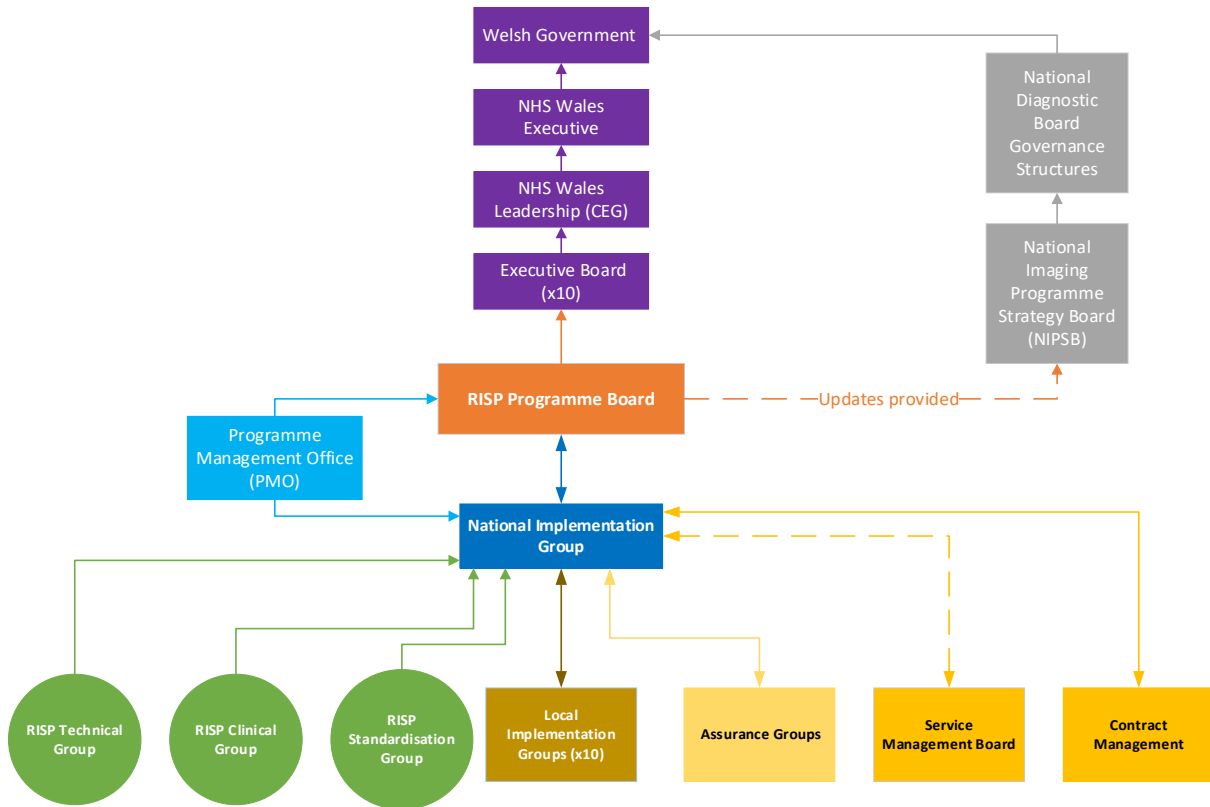 Welsh Government
NHS Wales
Executive
NHS Wales
Leadership (CEG)
Executive Board
(x10)
National
Diagnostic
Board
Governance
Structures
National
Imaging
Programme
Strategy Board
(NIPSB)
RISP Programme Board
Updates provided
Programme
Management Office
(PMO)
National Implementation
Group
RISP Technical
Group
RISP Clinical
Group
RISP
Standardisation
Group
Local
Implementation
Groups (x10)
Assurance Groups
Service
Management Board
Contract
Management